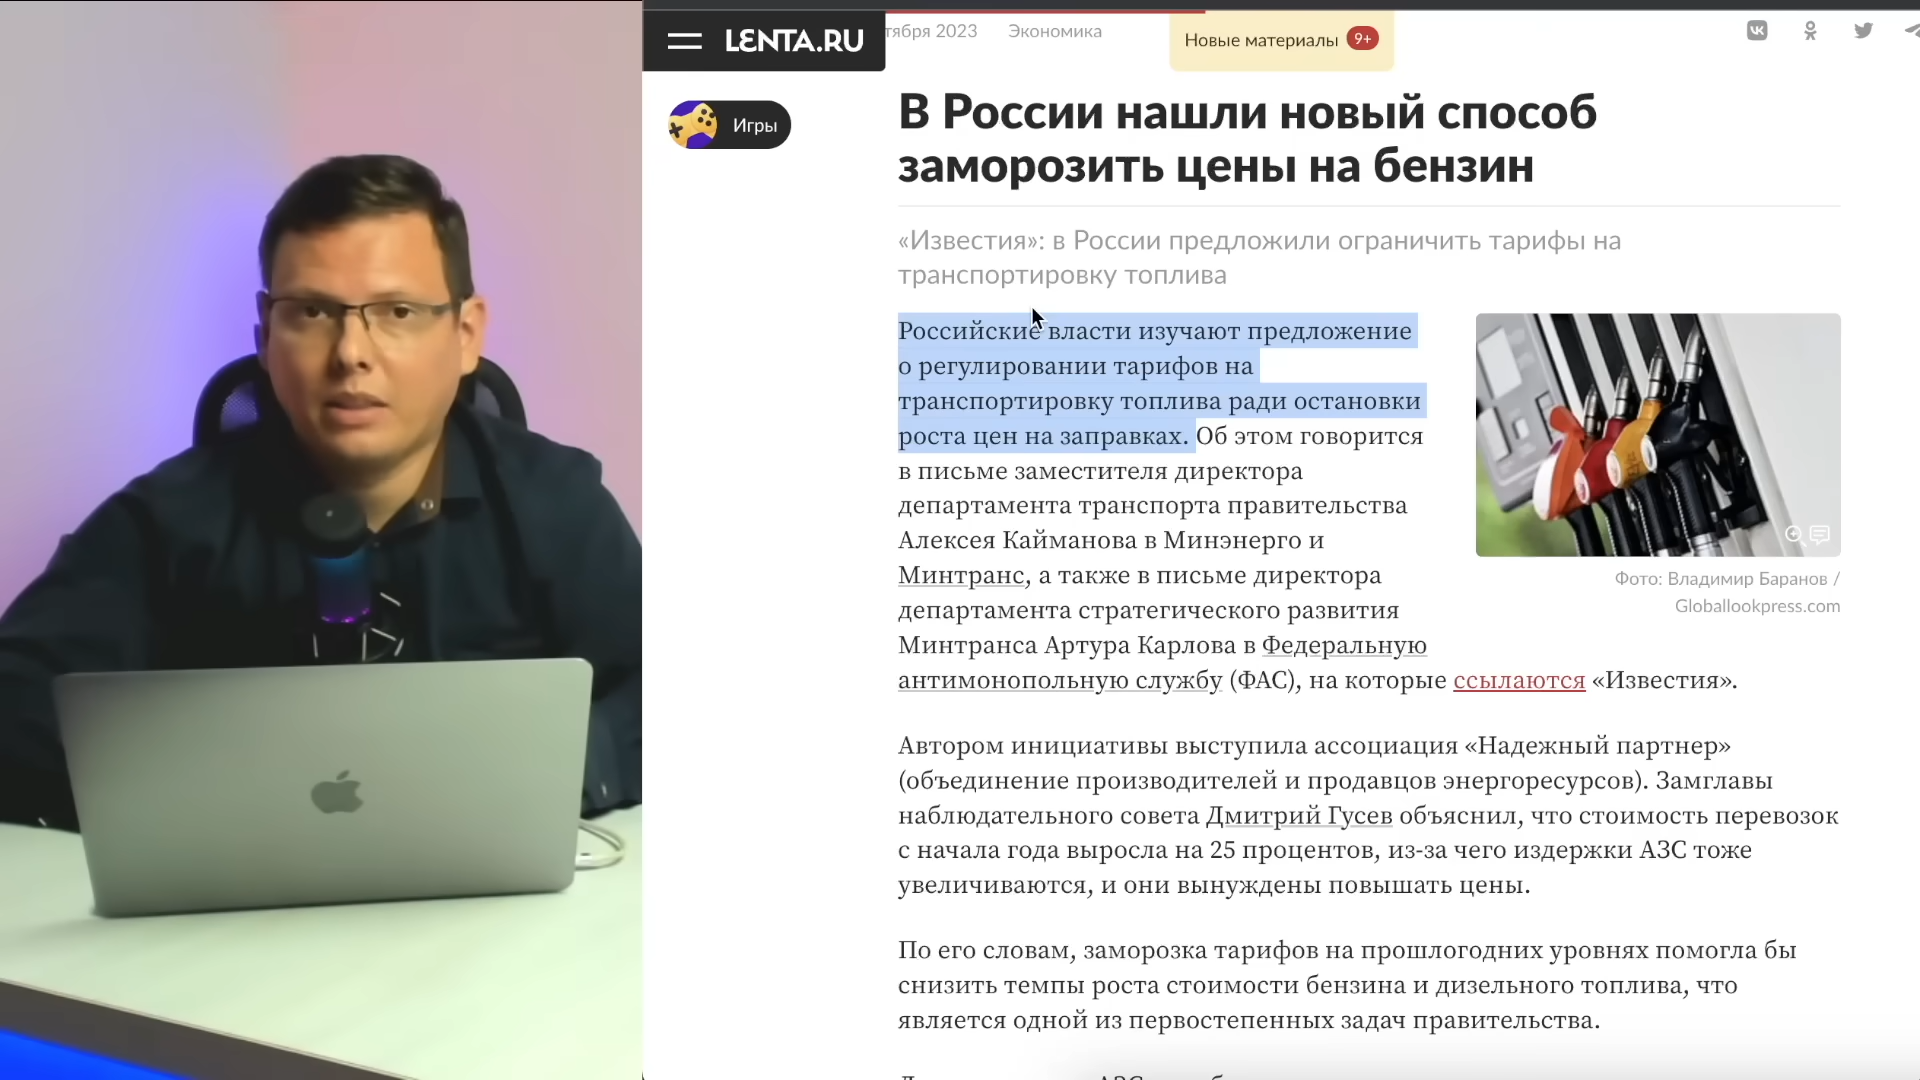 LENTA.RU
тября 2023
Экономика
Новые материалы 9+
Игры
В России нашли новый способ
заморозить цены на бензин
«Известия»: в России предложили ограничить тарифы на
транспортировку топлива
Российские власти изучают предложение
о регулировании тарифов на
транспортировку топлива ради остановки
роста цен на заправках. Об этом говорится
в письме заместителя директора
департамента транспорта правительства
Алексея Кайманова в Минэнерго и
Минтранс, а также в письме директора
департамента стратегического развития
Минтранса Артура Карлова в Федеральную
антимонопольную службу (ФАС), на которые ссылаются «Известия».
Фото: Владимир Баранов /
Globallookpress.com
Автором инициативы выступила ассоциация «Надежный партнер»
(объединение производителей и продавцов энергоресурсов). Замглавы
наблюдательного совета Дмитрий Гусев объяснил, что стоимость перевозок
с начала года выросла на 25 процентов, из-за чего издержки АЗС тоже
увеличиваются, и они вынуждены повышать цены.
По его словам, заморозка тарифов на прошлогодних уровнях помогла бы
снизить темпы роста стоимости бензина и дизельного топлива, что
является одной из первостепенных задач правительства.